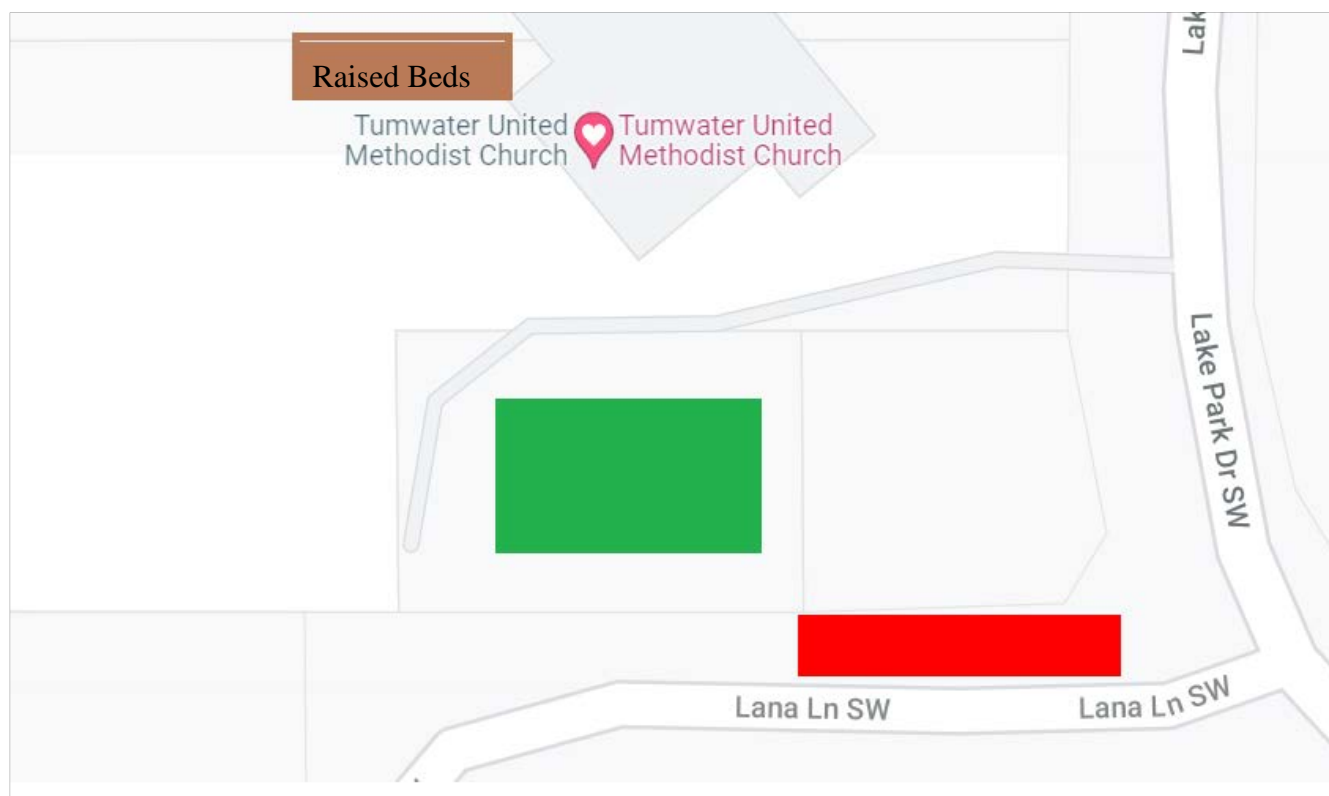 Raised Beds
Tumwater United
Methodist Church
Tumwater United
Methodist Church
Lak
Lake Park Dr SW
Lana Ln SW
Lana Ln SW